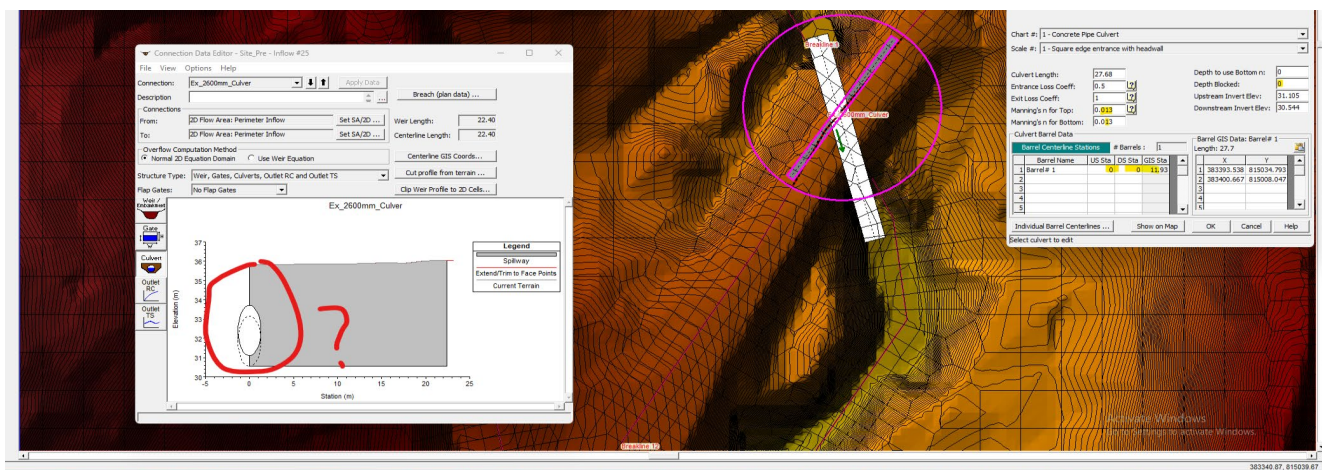 Connection Data Editor - Site_Pre - Inflow #25
File View Options Help
Connection: Ex_2600mm_Culver Apply Data
Description ...
Breach (plan data) ...
Connections
From: 2D Flow Area: Perimeter Inflow Set SA/2D ...
Weir Length: 22.40
To: 2D Flow Area: Perimeter Inflow Set SA/2D ...
Centerline Length: 22.40
Overflow Computation Method
Normal 2D Equation Domain Use Weir Equation
Centerline GIS Coords...
Structure Type: Weir, Gates, Culverts, Outlet RC and Outlet TS
Cut profile from terrain ...
Flap Gates: No Flap Gates
Clip Weir Profile to 2D Cells...
Weir / Embankment
Gate
Culvert
Outlet RC
Outlet TS
Ex_2600mm_Culver
Elevation (m)
37
36
35
34
33
32
31
30
-5 0 5 10 15 20 25
Station (m)
Legend
Spillway
Extend/Trim to Face Points
Current Terrain
?
Breakline 12
Chart #: 1 - Concrete Pipe Culvert
Scale #: 1 - Square edge entrance with headwall
Culvert Length: 27.68
Depth to use Bottom n: 0
Entrance Loss Coeff: 0.5 ?
Depth Blocked: 0
Exit Loss Coeff: 1 ?
Upstream Invert Elev: 31.105
Manning's n for Top: 0.013 ?
Downstream Invert Elev: 30.544
Manning's n for Bottom: 0.013
Culvert Barrel Data
Barrel Centerline Stations # Barrels : 1
Barrel Name US Sta DS Sta GIS Sta
1 Barrel # 1 0 0 11.93
2
3
4
5
Barrel GIS Data: Barrel# 1
Length: 27.7
X Y
1 383393.538 815034.793
2 383400.667 815008.047
3
4
5
Individual Barrel Centerlines ... Show on Map OK Cancel Help
Select culvert to edit
Activate Windows
383340.87, 815039.67